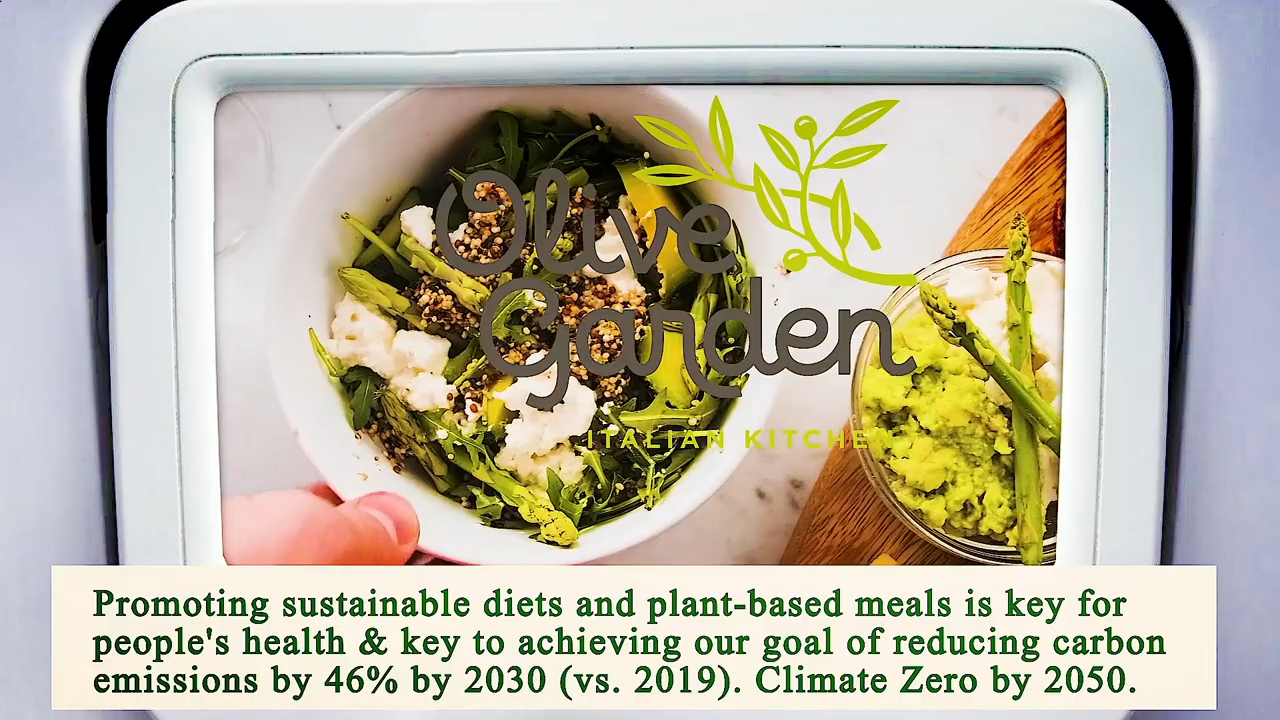 Olive
Garden
ITALIAN KITCHEN
Promoting sustainable diets and plant-based meals is key for
people's health & key to achieving our goal of reducing carbon
emissions by 46% by 2030 (vs. 2019). Climate Zero by 2050.